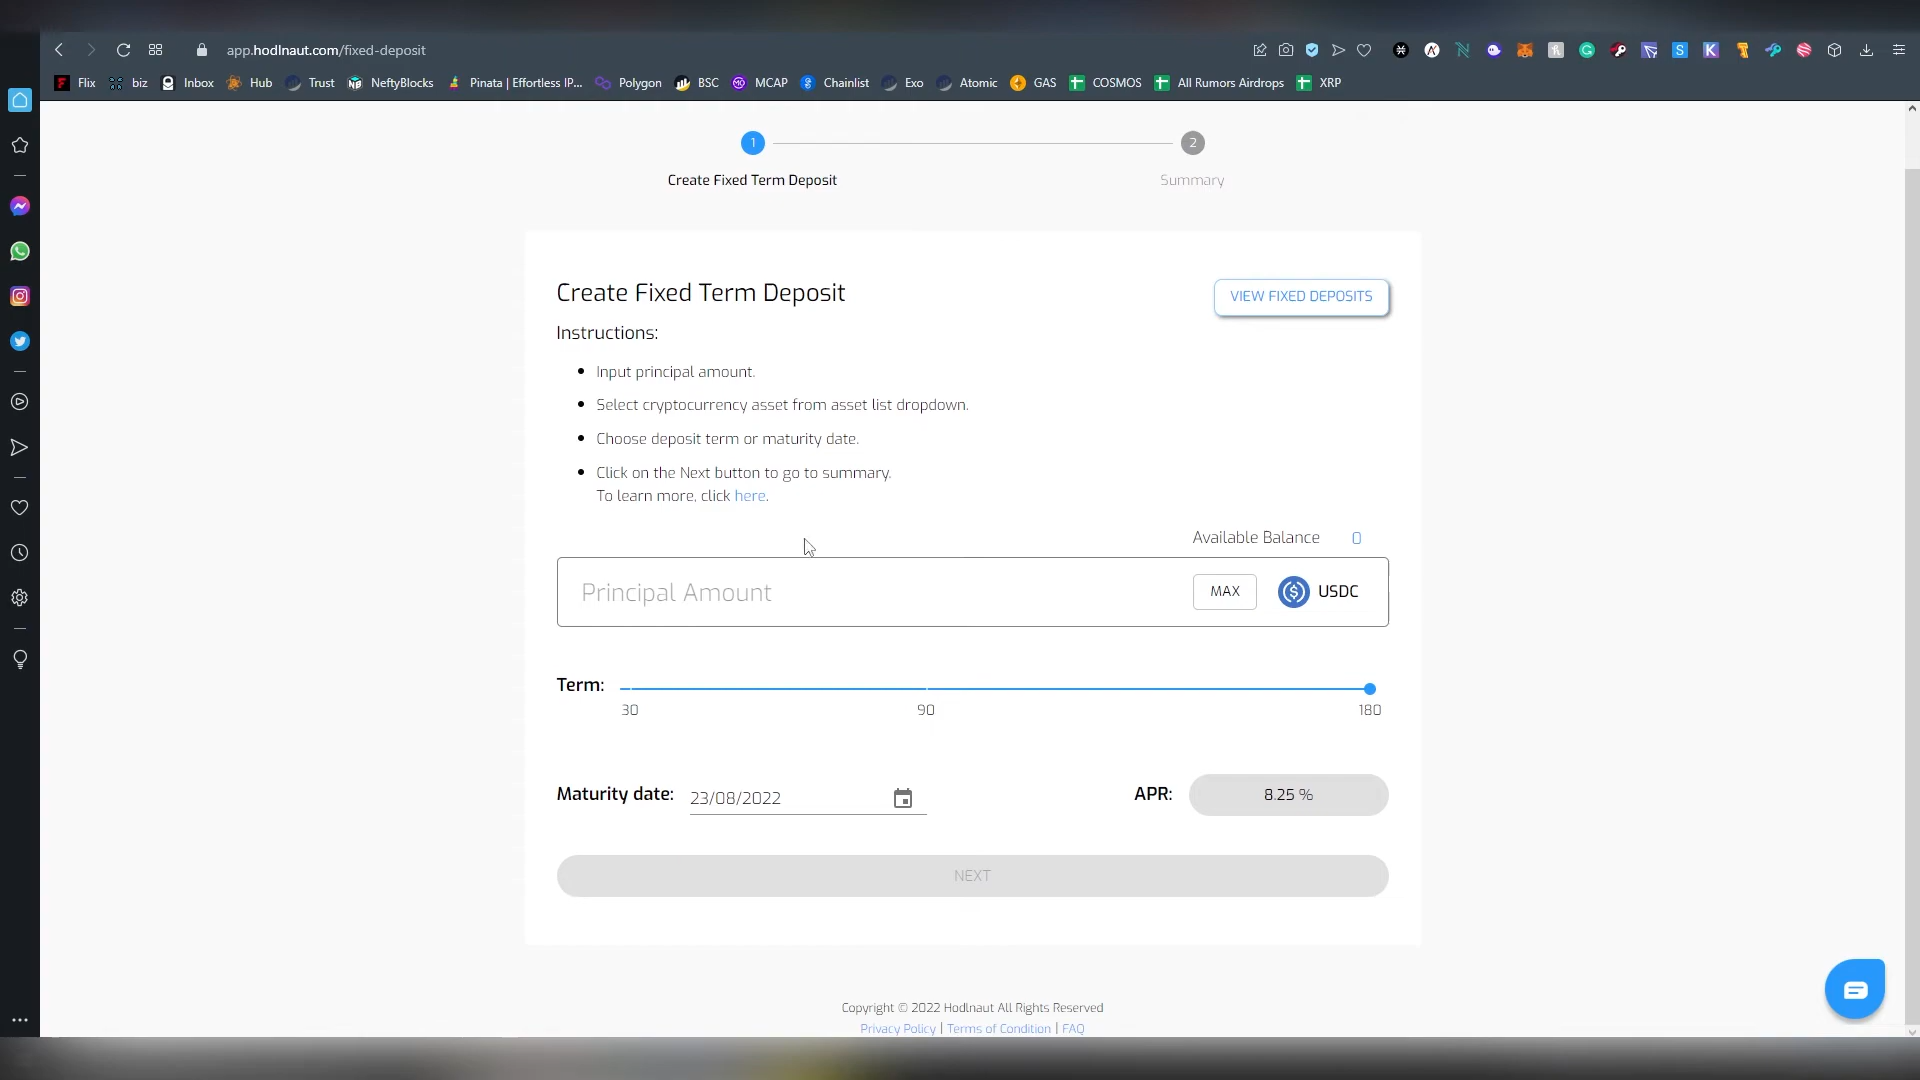 app.hodlnaut.com/fixed-deposit
Flix biz Inbox Hub Trust NeftyBlocks Pinata | Effortless IP... Polygon BSC MCAP Chainlist Exo Atomic GAS COSMOS All Rumors Airdrops XRP
1 2
Create Fixed Term Deposit Summary
Create Fixed Term Deposit VIEW FIXED DEPOSITS
Instructions:
Input principal amount.
Select cryptocurrency asset from asset list dropdown.
Choose deposit term or maturity date.
Click on the Next button to go to summary.
To learn more, click here.
Available Balance 0
Principal Amount MAX USDC
Term:
30 90 180
Maturity date: 23/08/2022 APR: 8.25 %
NEXT
Copyright © 2022 Hodlnaut All Rights Reserved
Privacy Policy | Terms of Condition | FAQ